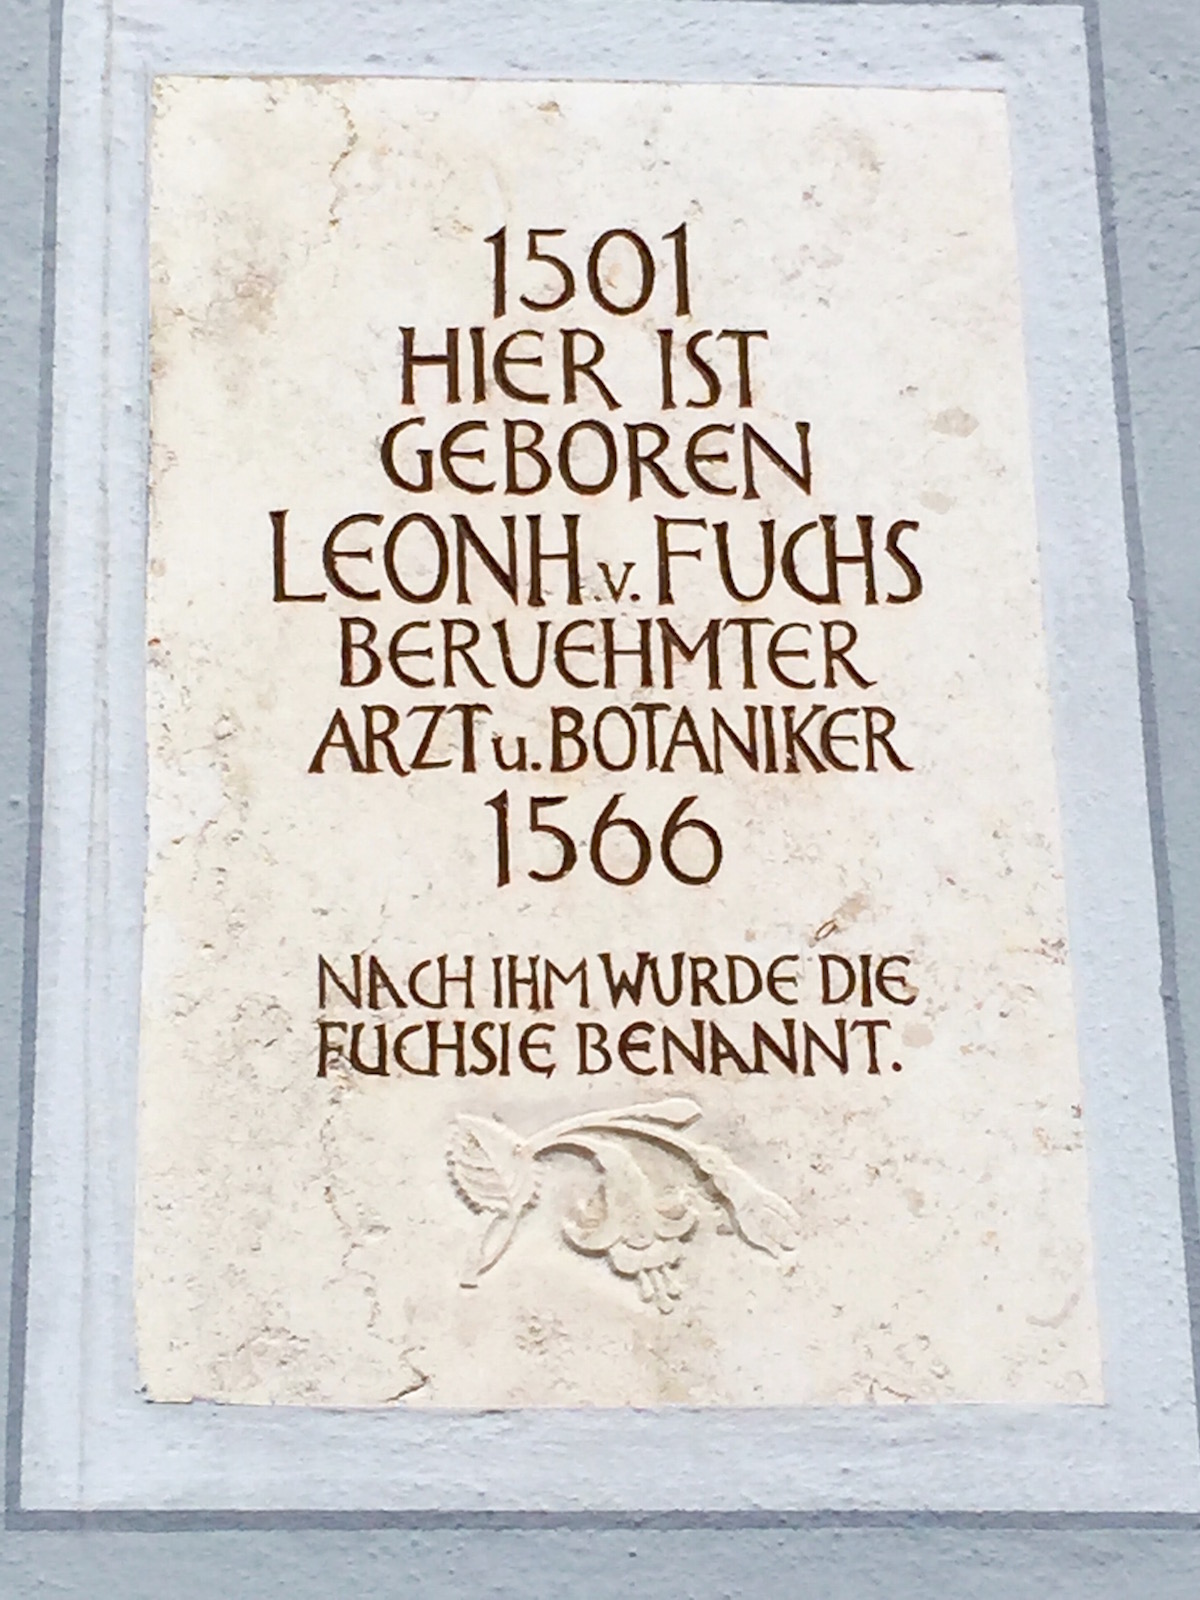 1501
HIER IST
GEBOREN
LEONH. v. FUCHS
BERUEHMTER
ARZT u. BOTANIKER
1566
NACH IHM WURDE DIE
FUCHSIE BENANNT.